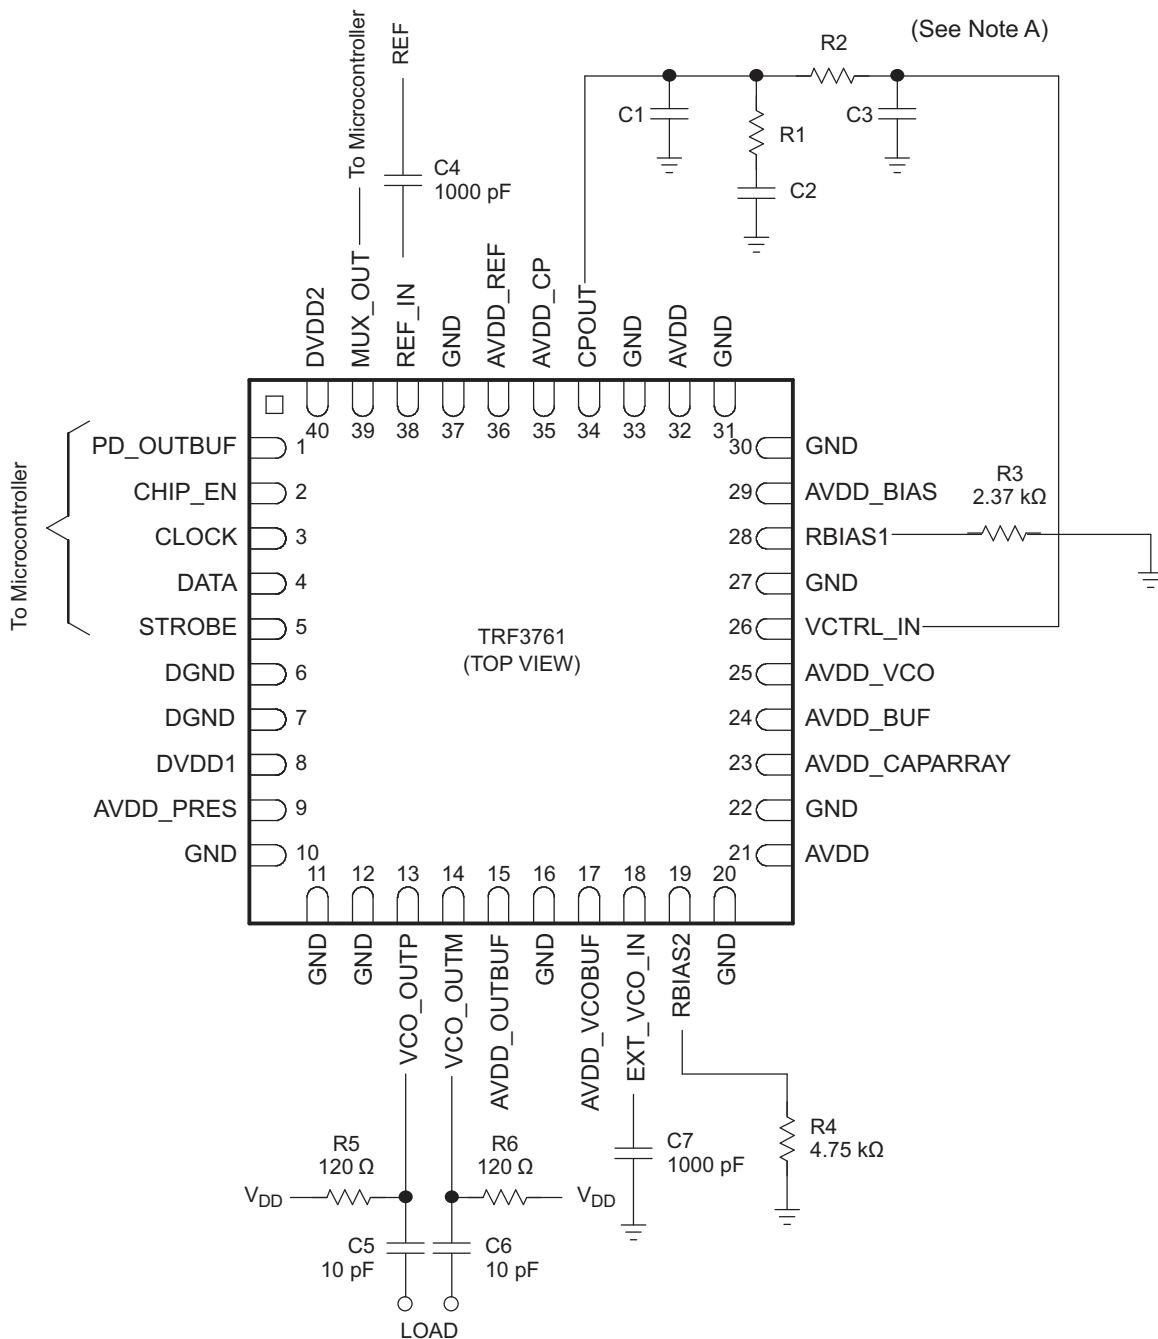 (See Note A)
To Microcontroller
REF
R2
C1
R1
C3
C2
C4
1000 pF
DVDD2
MUX_OUT
REF_IN
GND
AVDD_REF
AVDD_CP
CPOUT
GND
AVDD
GND
40
39
38
37
36
35
34
33
32
31
To Microcontroller
PD_OUTBUF 1
CHIP_EN 2
CLOCK 3
DATA 4
STROBE 5
DGND 6
DGND 7
DVDD1 8
AVDD_PRES 9
GND 10
TRF3761
(TOP VIEW)
30 GND
29 AVDD_BIAS
28 RBIAS1
27 GND
26 VCTRL_IN
25 AVDD_VCO
24 AVDD_BUF
23 AVDD_CAPARRAY
22 GND
21 AVDD
R3
2.37 kΩ
11
12
13
14
15
16
17
18
19
20
GND
GND
VCO_OUTP
VCO_OUTM
AVDD_OUTBUF
GND
AVDD_VCOBUF
EXT_VCO_IN
RBIAS2
GND
R5
120 Ω
R6
120 Ω
VDD
VDD
C7
1000 pF
R4
4.75 kΩ
C5
10 pF
C6
10 pF
LOAD